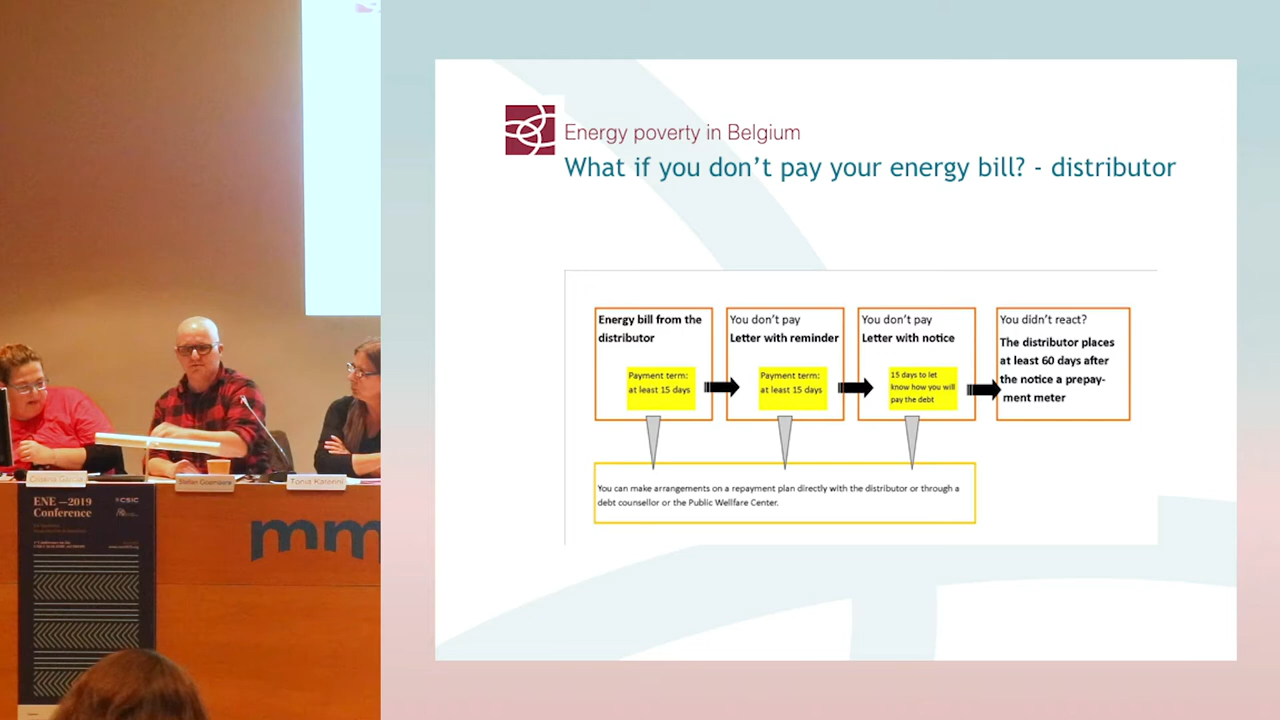 Energy poverty in Belgium
What if you don't pay your energy bill? - distributor
Energy bill from the
distributor
Payment term:
at least 15 days
You don't pay
Letter with reminder
Payment term:
at least 15 days
You don't pay
Letter with notice
15 days to let
know how you will
pay the debt
You didn't react?
The distributor places
at least 60 days after
the notice a prepay-
ment meter
You can make arrangements on a repayment plan directly with the distributor or through a
debt counsellor or the Public Wellfare Center.
ENE —2019
Conference
CSIC
mm